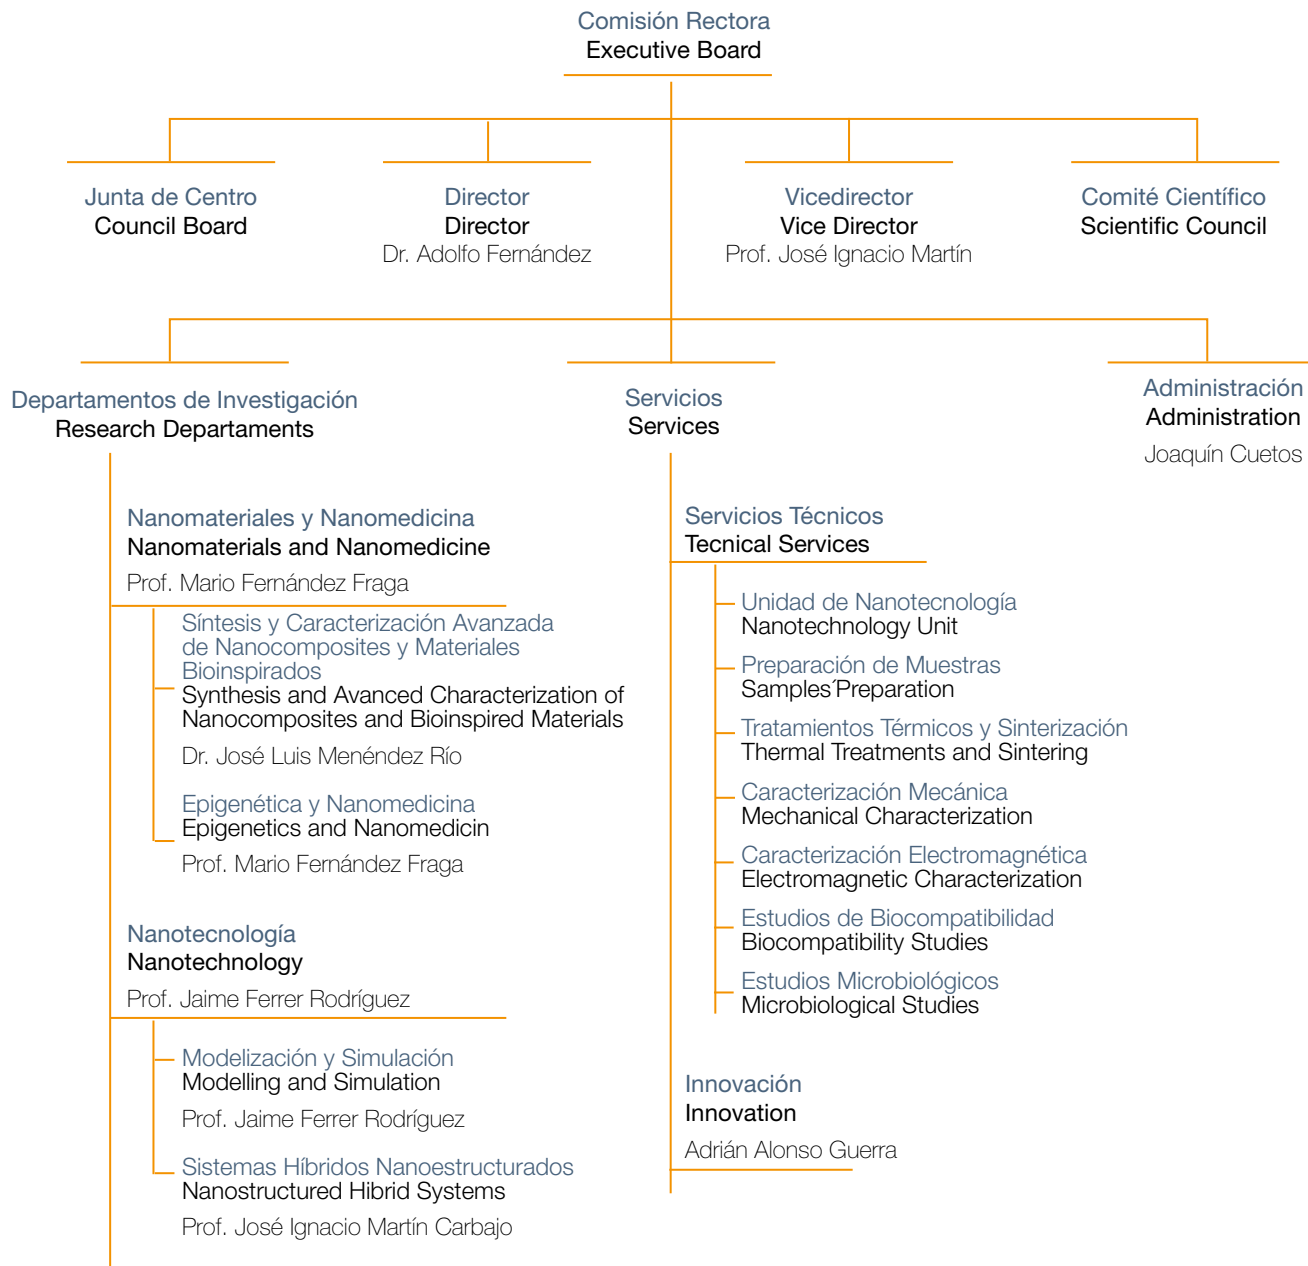 Comisión Rectora
Executive Board
Junta de Centro
Council Board
Director
Director
Dr. Adolfo Fernández
Vicedirector
Vice Director
Prof. José Ignacio Martín
Comité Científico
Scientific Council
Departamentos de Investigación
Research Departaments
Servicios
Services
Administración
Administration
Joaquín Cuetos
Nanomateriales y Nanomedicina
Nanomaterials and Nanomedicine
Prof. Mario Fernández Fraga
Síntesis y Caracterización Avanzada
de Nanocomposites y Materiales
Bioinspirados
Synthesis and Avanced Characterization of
Nanocomposites and Bioinspired Materials
Dr. José Luis Menéndez Río
Epigenética y Nanomedicina
Epigenetics and Nanomedicin
Prof. Mario Fernández Fraga
Nanotecnología
Nanotechnology
Prof. Jaime Ferrer Rodríguez
Modelización y Simulación
Modelling and Simulation
Prof. Jaime Ferrer Rodríguez
Sistemas Híbridos Nanoestructurados
Nanostructured Hibrid Systems
Prof. José Ignacio Martín Carbajo
Servicios Técnicos
Tecnical Services
Unidad de Nanotecnología
Nanotechnology Unit
Preparación de Muestras
Samples´Preparation
Tratamientos Térmicos y Sinterización
Thermal Treatments and Sintering
Caracterización Mecánica
Mechanical Characterization
Caracterización Electromagnética
Electromagnetic Characterization
Estudios de Biocompatibilidad
Biocompatibility Studies
Estudios Microbiológicos
Microbiological Studies
Innovación
Innovation
Adrián Alonso Guerra